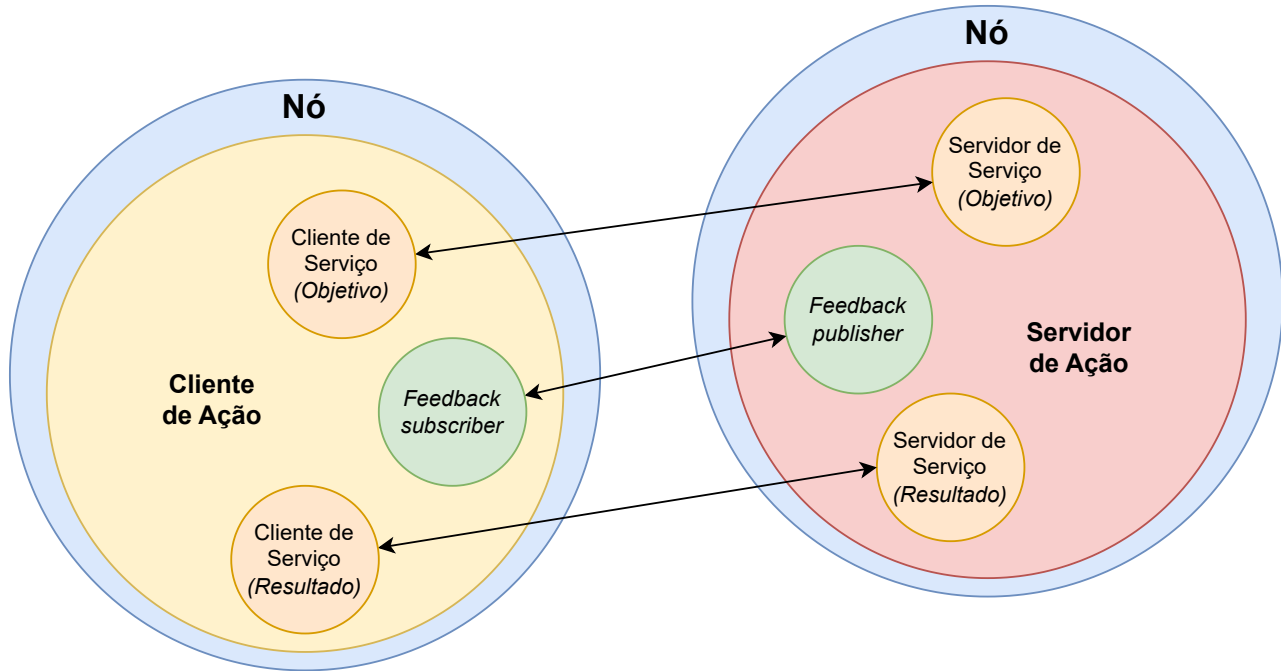 Nó
Cliente de
Serviço
(Objetivo)
Cliente
de Ação
Feedback
subscriber
Cliente de
Serviço
(Resultado)
Nó
Servidor de
Serviço
(Objetivo)
Feedback
publisher
Servidor
de Ação
Servidor de
Serviço
(Resultado)